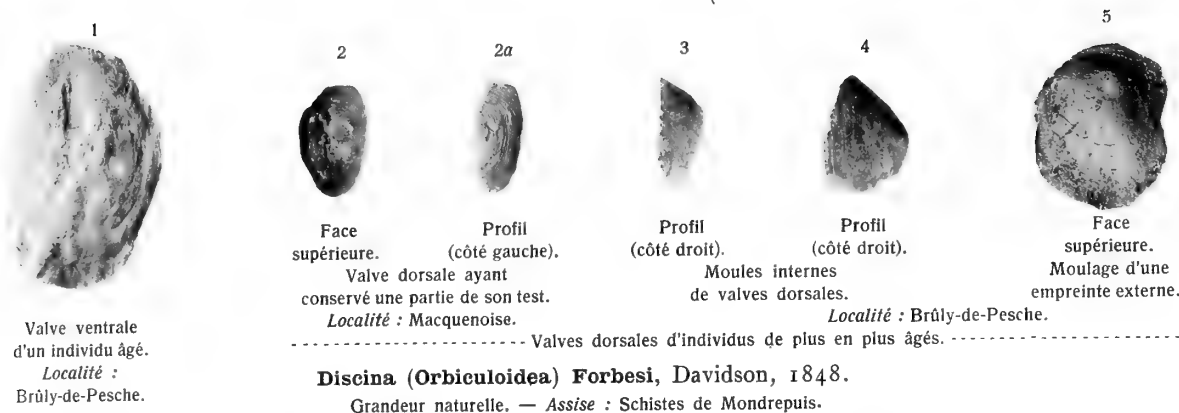 1
2
2a
3
4
5
Face
supérieure.
Profil
(côté gauche).
Valve dorsale ayant
conservé une partie de son test.
Localité : Macquenoise.
Profil
(côté droit).
Profil
(côté droit).
Moules internes
de valves dorsales.
Face
supérieure.
Moulage d'une
empreinte externe.
Localité : Brûly-de-Pesche.
Valve ventrale
d'un individu âgé.
Localité :
Brûly-de-Pesche.
Valves dorsales d'individus de plus en plus âgés.
Discina (Orbiculoidea) Forbesi, Davidson, 1848.
Grandeur naturelle. — Assise : Schistes de Mondrepuis.